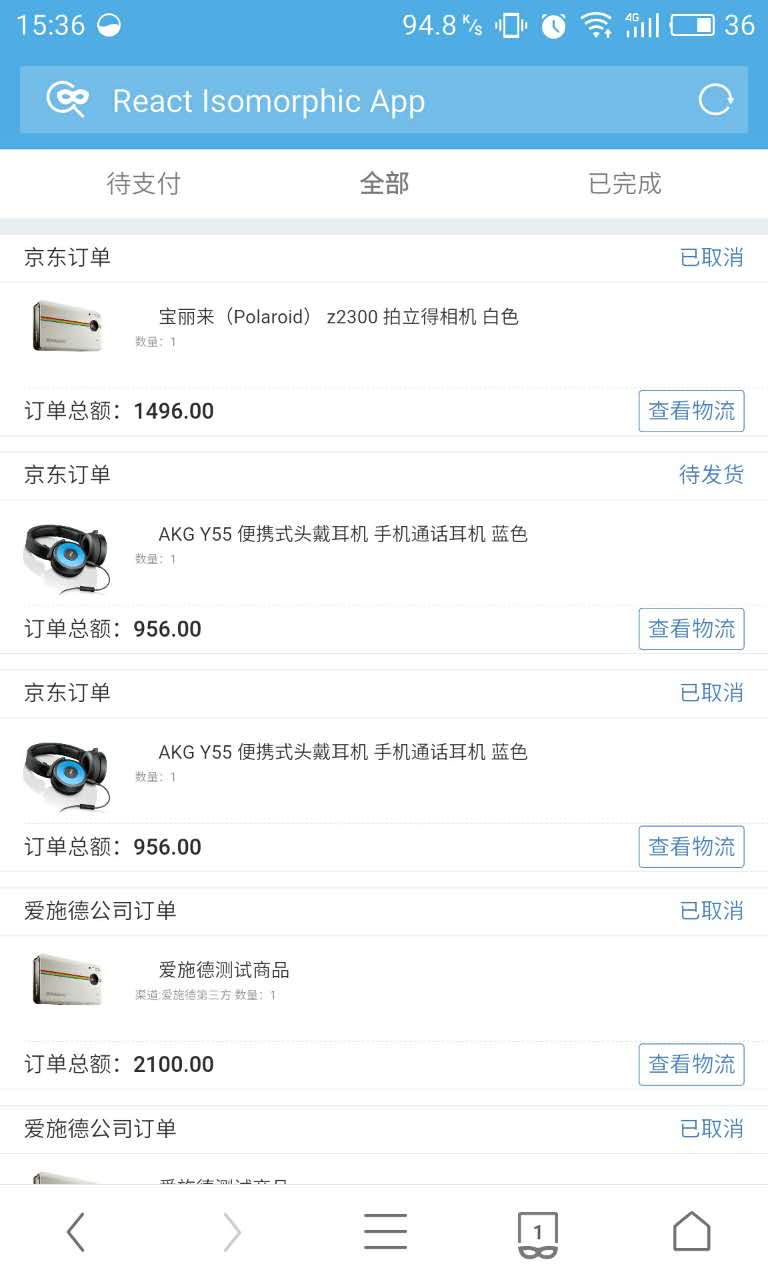 15:36 94.8 K/s 4G 36
React Isomorphic App
待支付 全部 已完成
京东订单 已取消
宝丽来（Polaroid） z2300 拍立得相机 白色
数量：1
订单总额：1496.00 查看物流
京东订单 待发货
AKG Y55 便携式头戴耳机 手机通话耳机 蓝色
数量：1
订单总额：956.00 查看物流
京东订单 已取消
AKG Y55 便携式头戴耳机 手机通话耳机 蓝色
数量：1
订单总额：956.00 查看物流
爱施德公司订单 已取消
爱施德测试商品
渠道:爱施德第三方 数量：1
订单总额：2100.00 查看物流
爱施德公司订单 已取消
爱施德测试商品
1